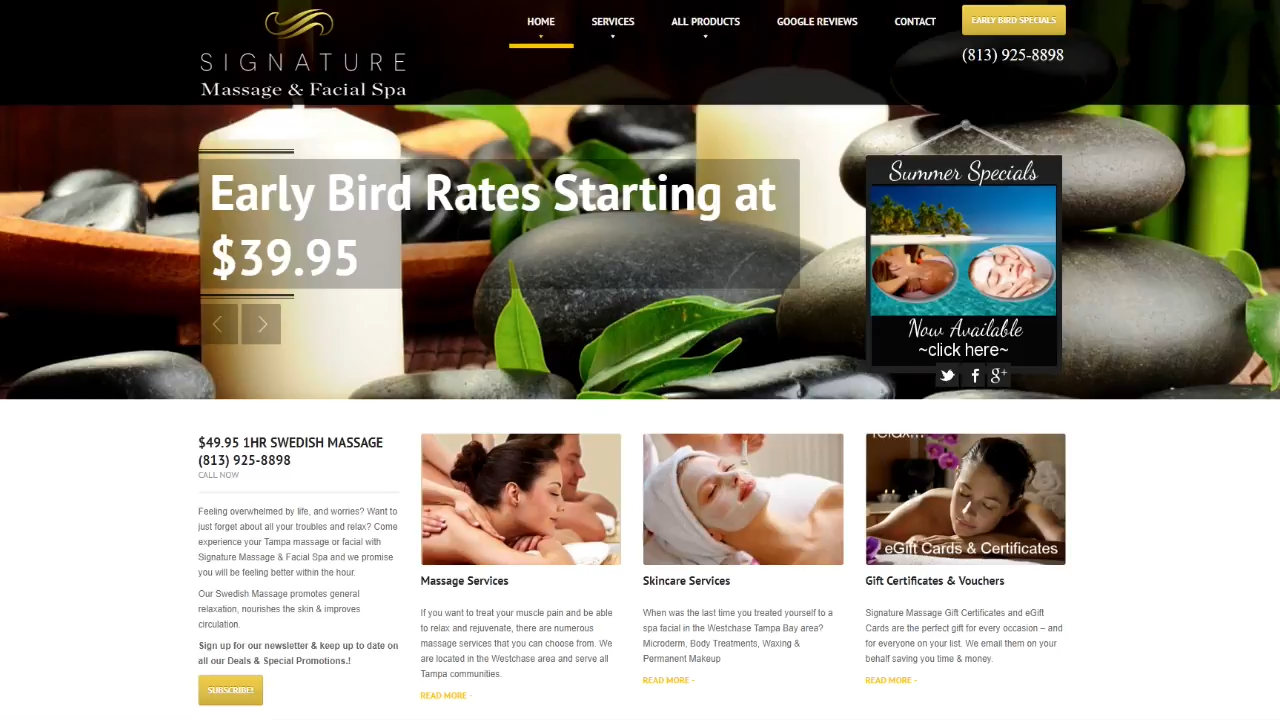 SIGNATURE
Massage & Facial Spa
HOME
SERVICES
ALL PRODUCTS
GOOGLE REVIEWS
CONTACT
EARLY BIRD SPECIALS
(813) 925-8898
Early Bird Rates Starting at
$39.95
Summer Specials
Now Available
~click here~
$49.95 1HR SWEDISH MASSAGE
(813) 925-8898
CALL NOW
Feeling overwhelmed by life, and worries? Want to
just forget about all your troubles and relax? Come
experience your Tampa massage or facial with
Signature Massage & Facial Spa and we promise
you will be feeling better within the hour.
Our Swedish Massage promotes general
relaxation, nourishes the skin & improves
circulation.
Sign up for our newsletter & keep up to date on
all our Deals & Special Promotions.!
SUBSCRIBE!
Massage Services
If you want to treat your muscle pain and be able
to relax and rejuvenate, there are numerous
massage services that you can choose from. We
are located in the Westchase area and serve all
Tampa communities.
READ MORE -
Skincare Services
When was the last time you treated yourself to a
spa facial in the Westchase Tampa Bay area?
Microderm, Body Treatments, Waxing &
Permanent Makeup
READ MORE -
relax...
eGift Cards & Certificates
Gift Certificates & Vouchers
Signature Massage Gift Certificates and eGift
Cards are the perfect gift for every occasion – and
for everyone on your list. We email them on your
behalf saving you time & money.
READ MORE -